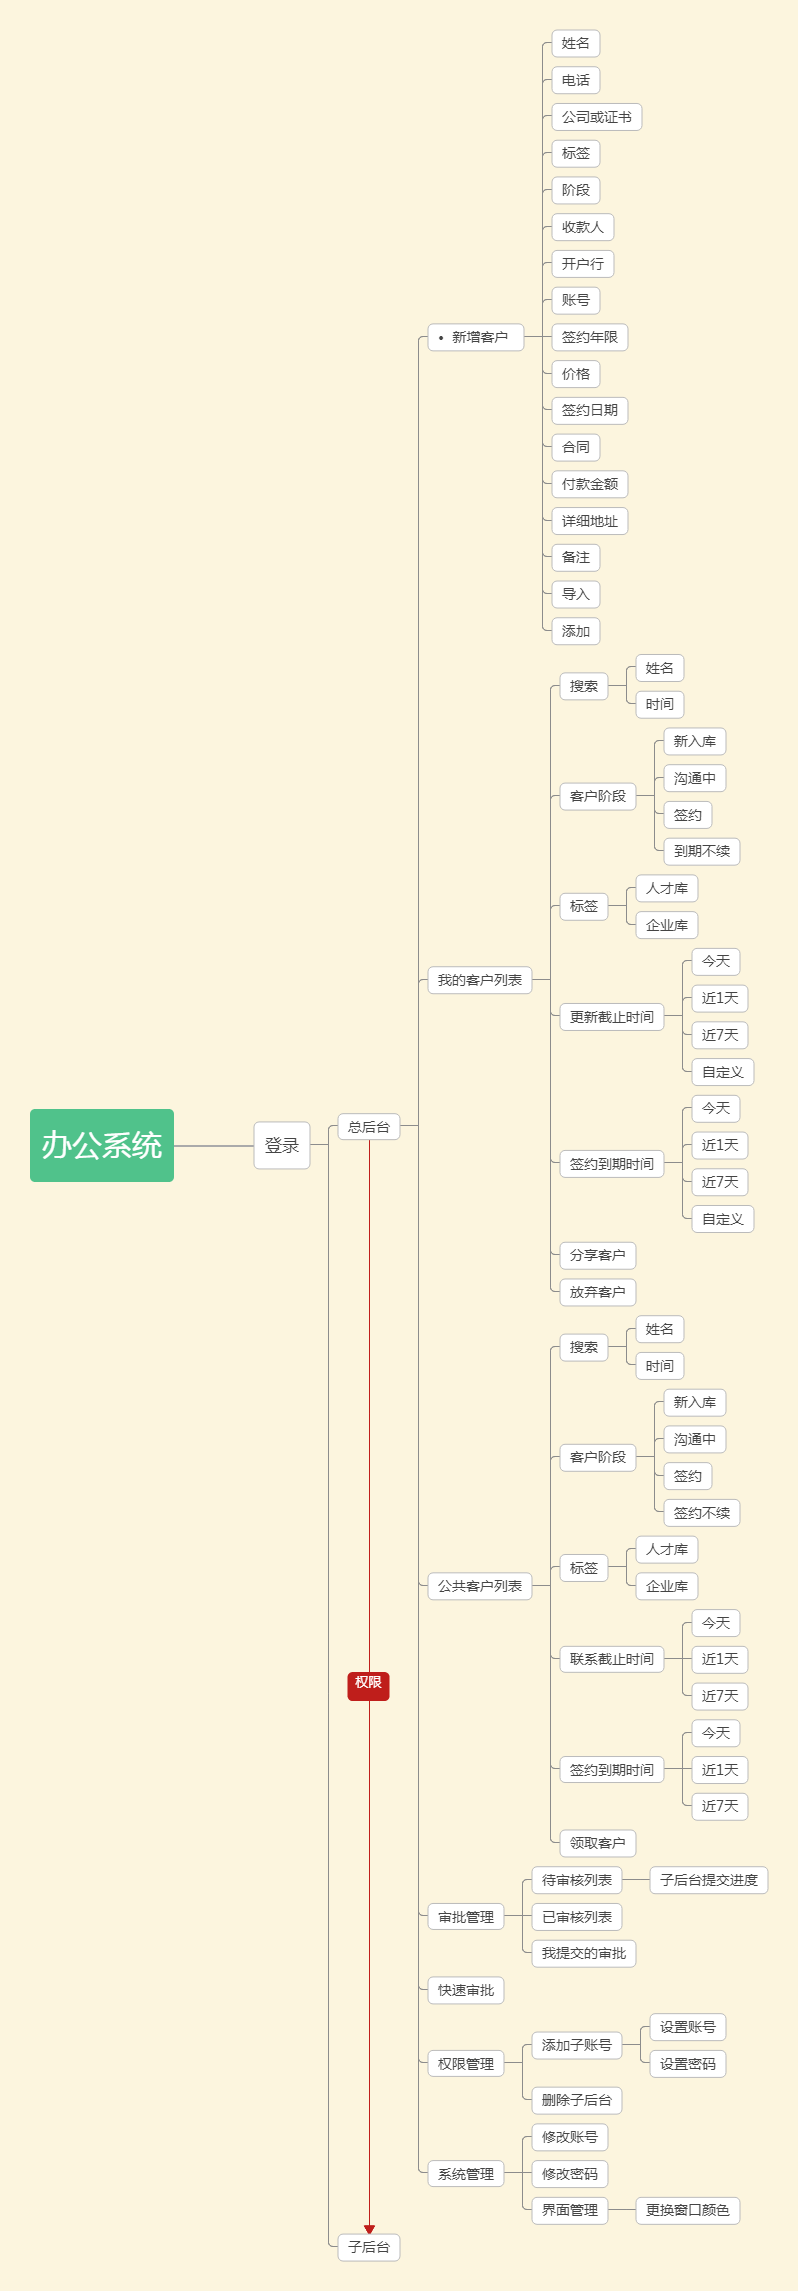 办公系统
登录
总后台
• 新增客户
姓名
电话
公司或证书
标签
阶段
收款人
开户行
账号
签约年限
价格
签约日期
合同
付款金额
详细地址
备注
导入
添加
我的客户列表
搜索
姓名
时间
客户阶段
新入库
沟通中
签约
到期不续
标签
人才库
企业库
更新截止时间
今天
近1天
近7天
自定义
签约到期时间
今天
近1天
近7天
自定义
分享客户
放弃客户
公共客户列表
搜索
姓名
时间
客户阶段
新入库
沟通中
签约
签约不续
标签
人才库
企业库
联系截止时间
今天
近1天
近7天
签约到期时间
今天
近1天
近7天
领取客户
审批管理
待审核列表
子后台提交进度
已审核列表
我提交的审批
快速审批
权限管理
添加子账号
设置账号
设置密码
删除子后台
系统管理
修改账号
修改密码
界面管理
更换窗口颜色
权限
子后台